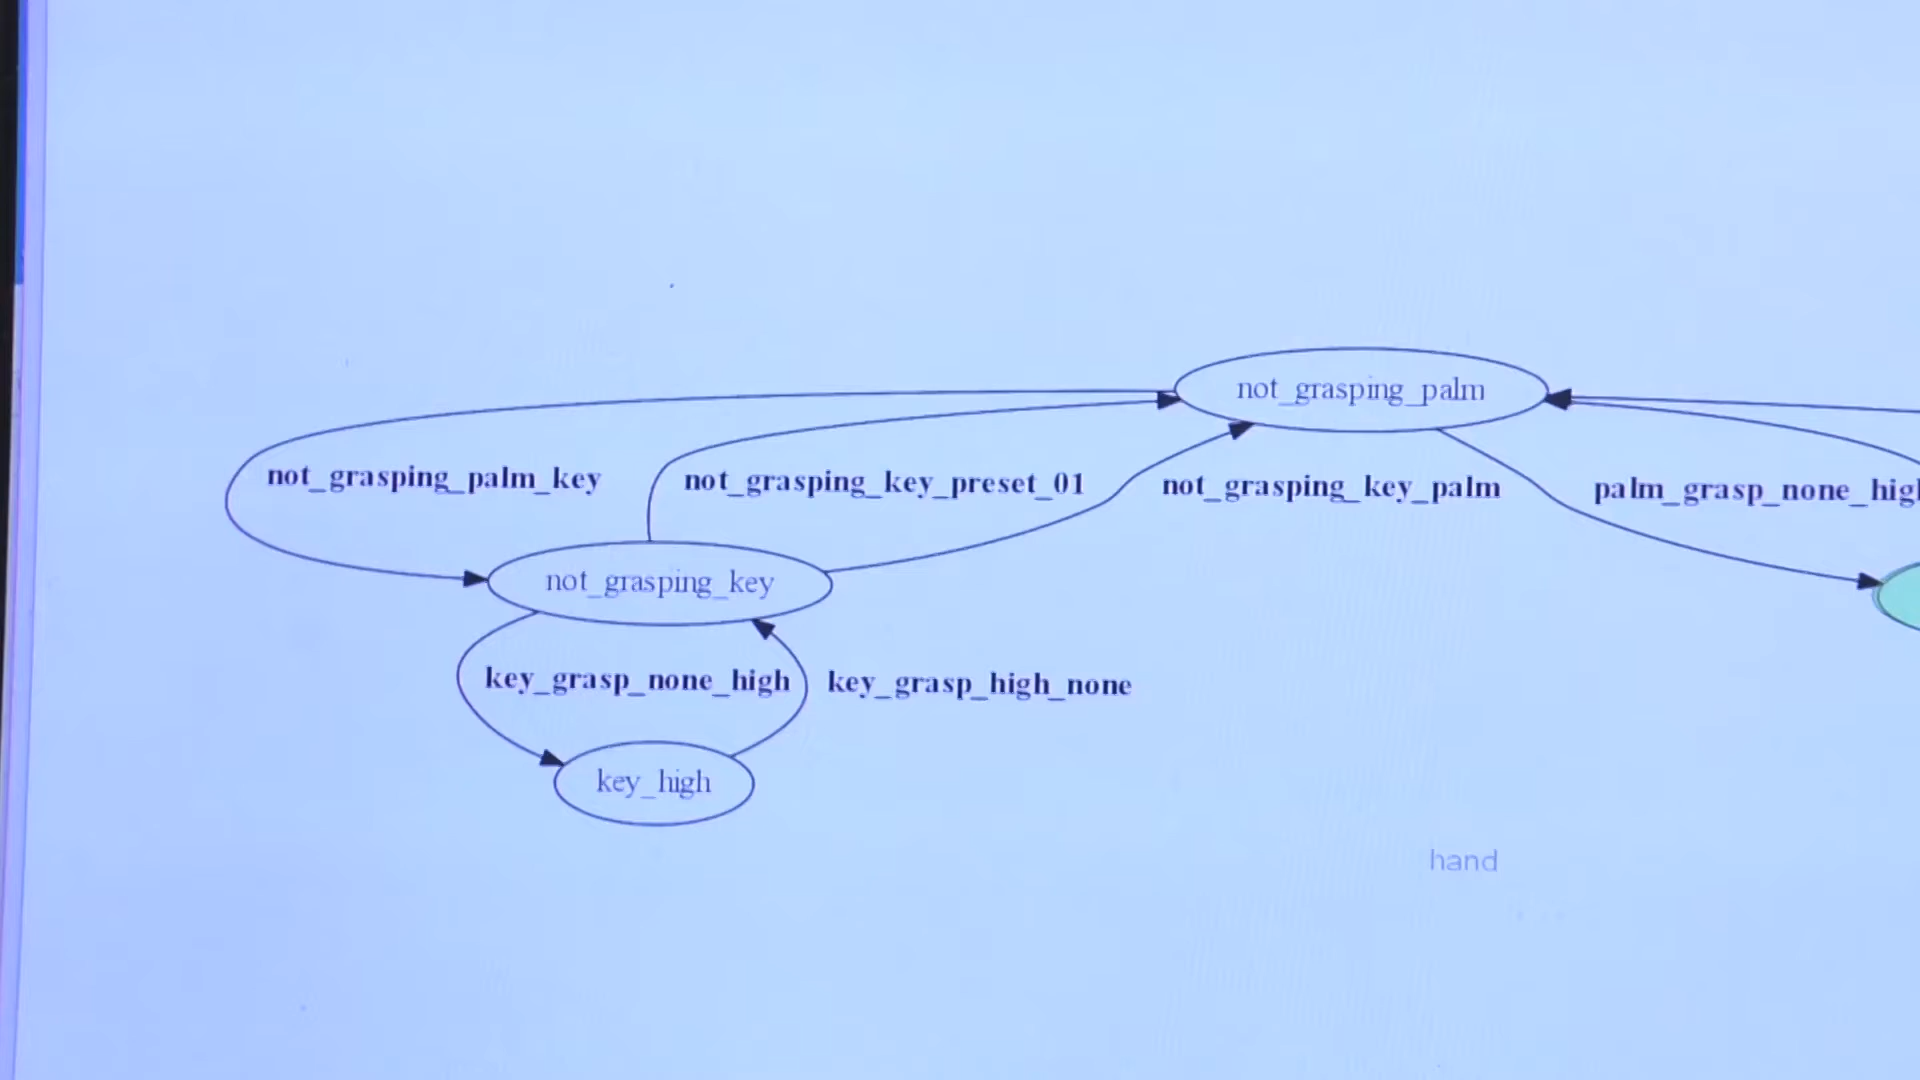 not_grasping_palm
not_grasping_palm_key
not_grasping_key_preset_01
not_grasping_key_palm
not_grasping_key
key_grasp_none_high
key_grasp_high_none
key_high
hand